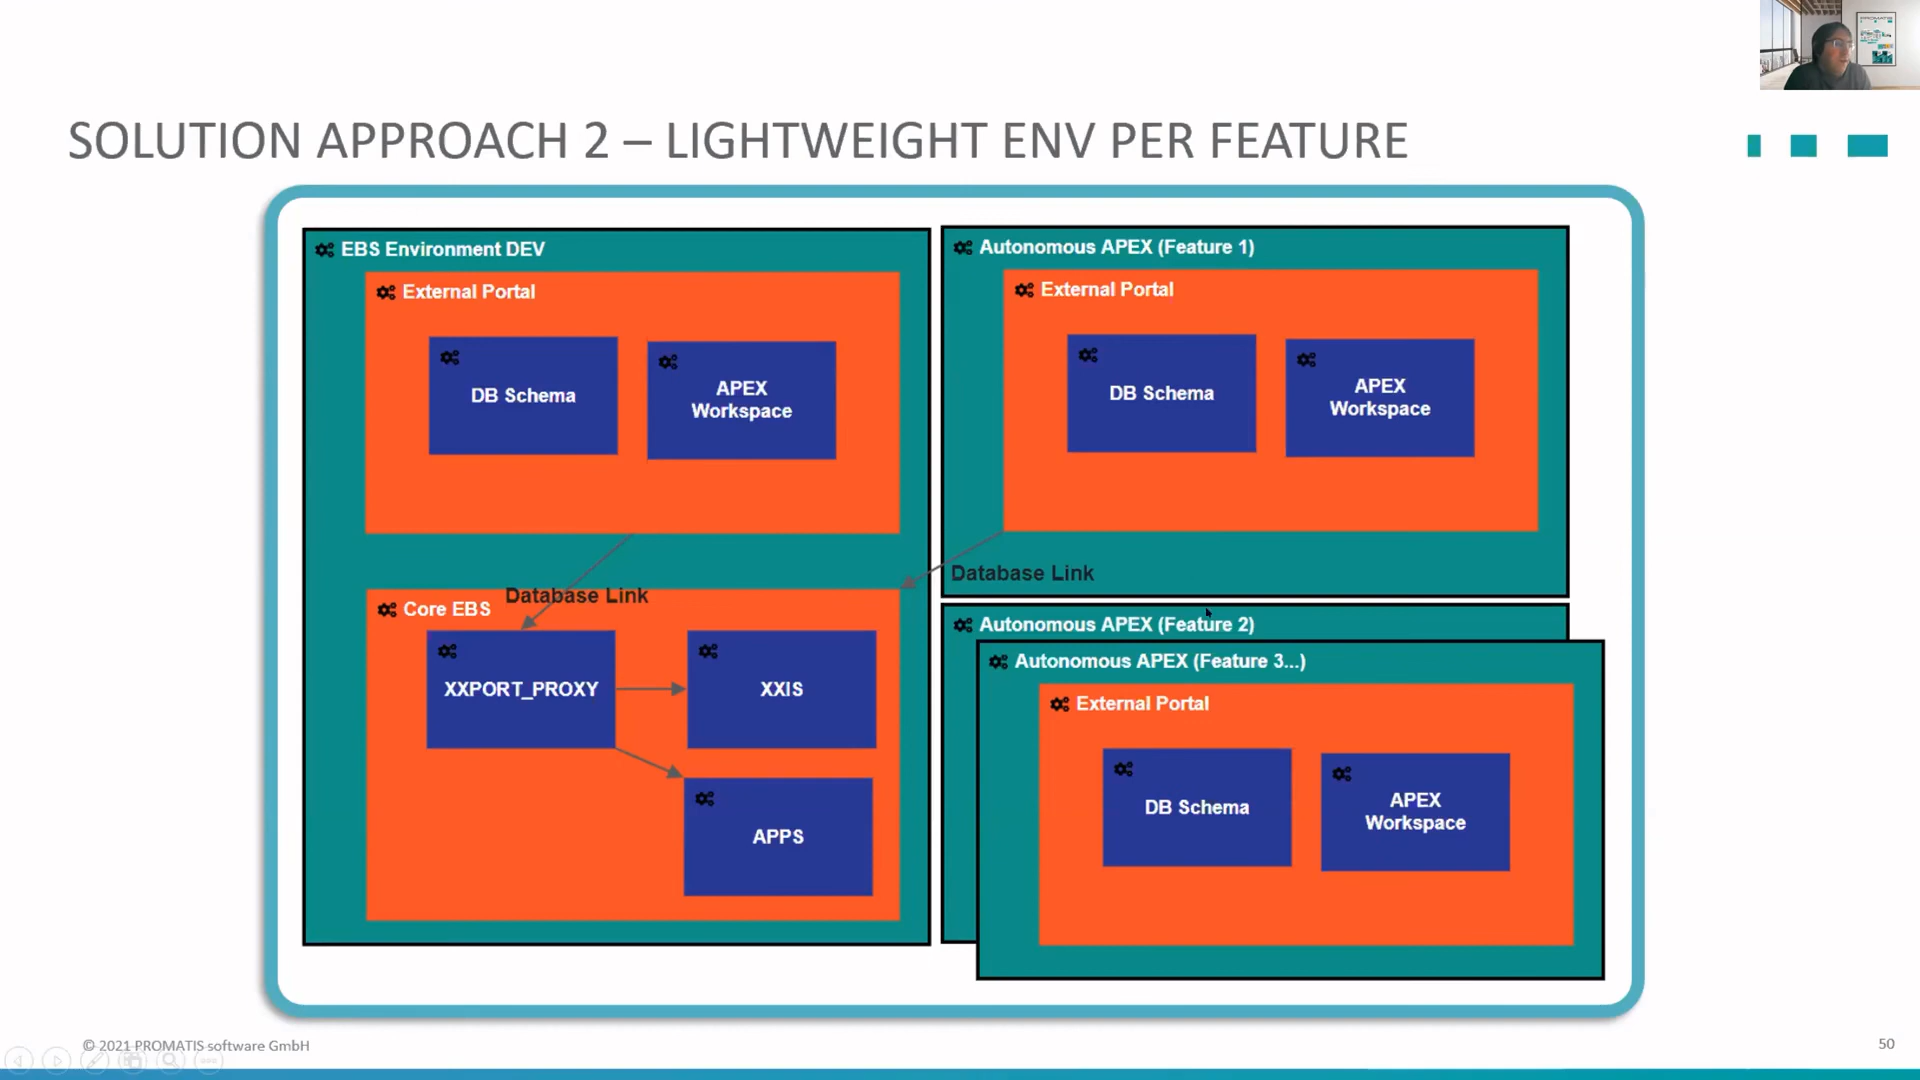 SOLUTION APPROACH 2 – LIGHTWEIGHT ENV PER FEATURE
EBS Environment DEV
External Portal
DB Schema
APEX
Workspace
Database Link
Core EBS
XXPORT_PROXY
XXIS
APPS
Autonomous APEX (Feature 1)
External Portal
DB Schema
APEX
Workspace
Database Link
Autonomous APEX (Feature 2)
Autonomous APEX (Feature 3...)
External Portal
DB Schema
APEX
Workspace
© 2021 PROMATIS software GmbH
50
PROMATIS